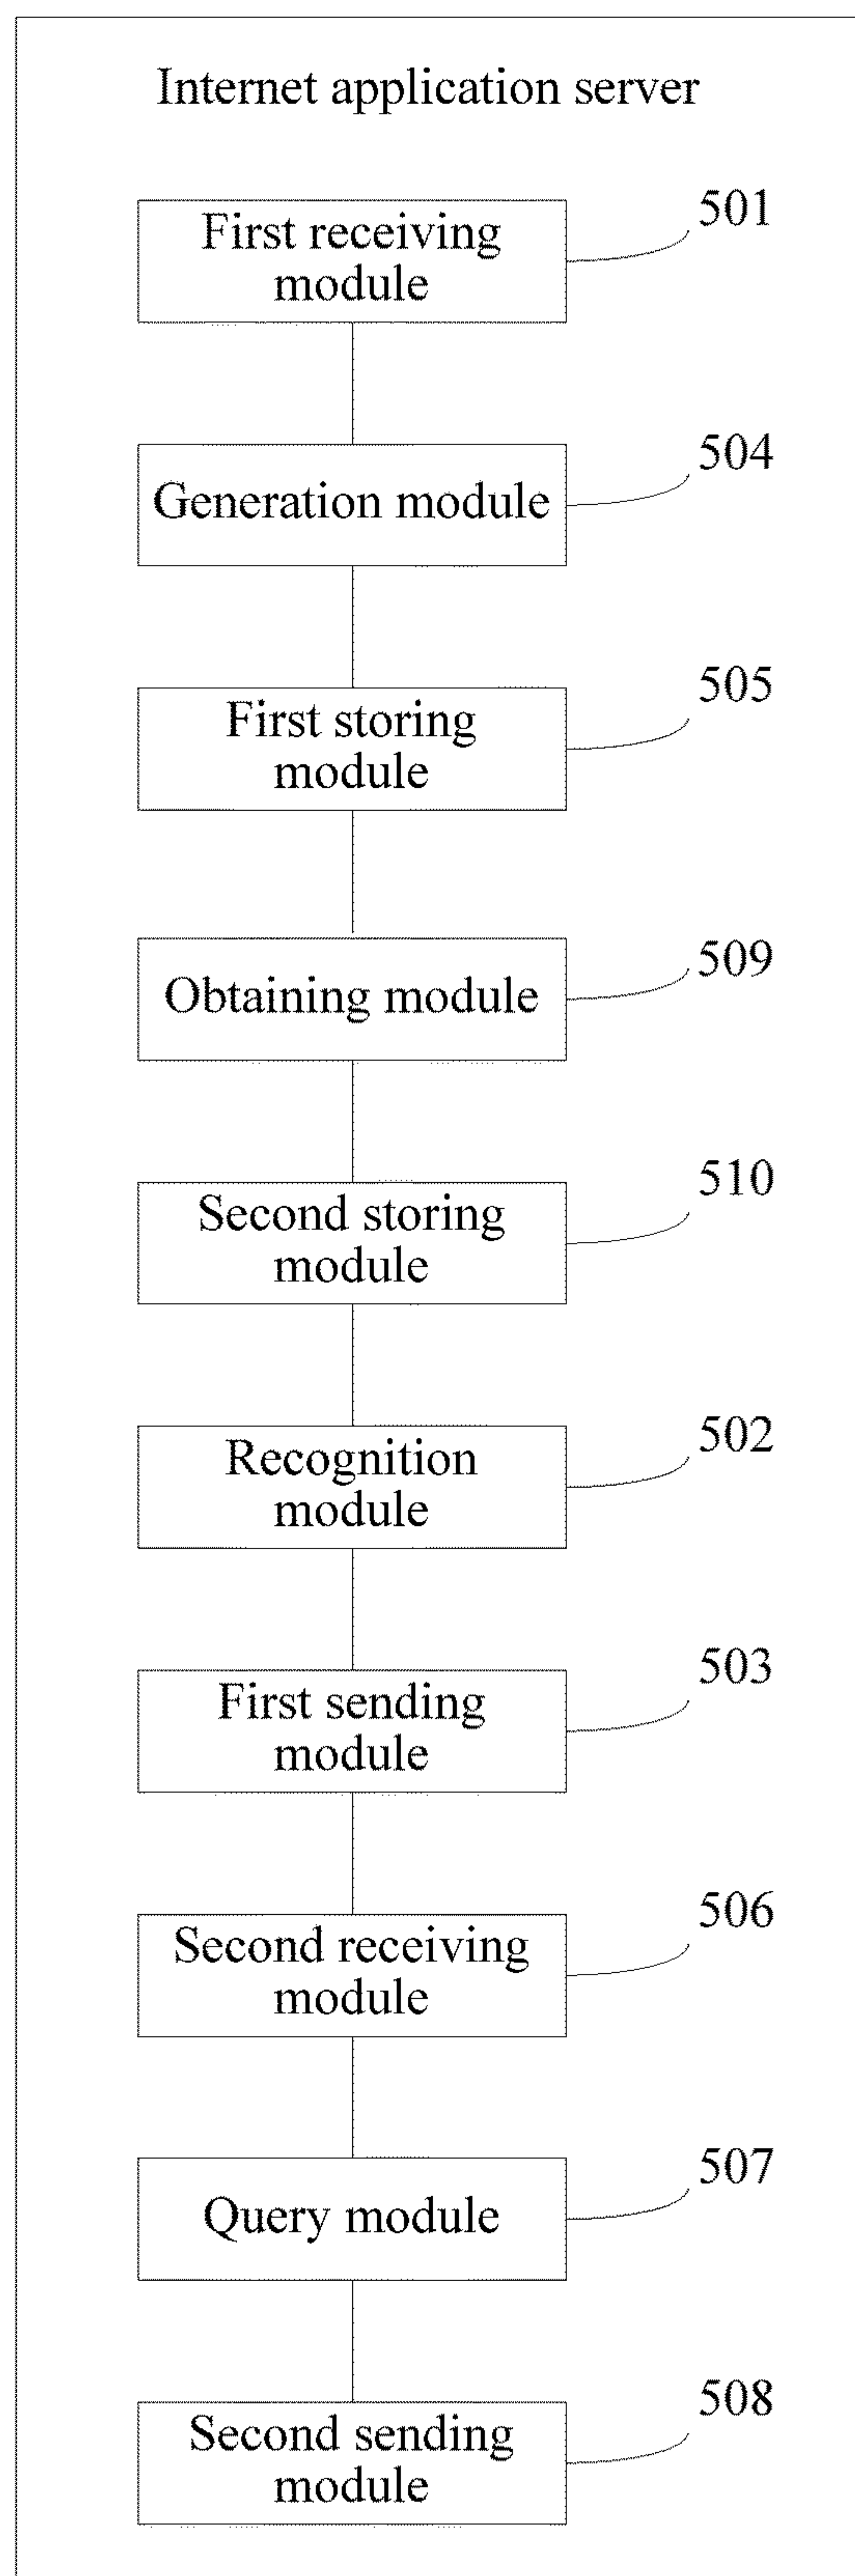 Internet application server
501
First receiving
module
504
Generation module
505
First storing
module
509
Obtaining module
510
Second storing
module
502
Recognition
module
503
First sending
module
506
Second receiving
module
507
Query module
508
Second sending
module